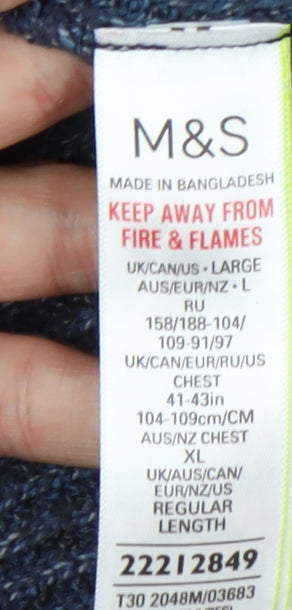 M&S
MADE IN BANGLADESH
KEEP AWAY FROM
FIRE & FLAMES
UK/CAN/US • LARGE
AUS/EUR/NZ • L
RU
158/188-104/
109-91/97
UK/CAN/EUR/RU/US
CHEST
41-43in
104-109cm/CM
AUS/NZ CHEST
XL
UK/AUS/CAN/
EUR/NZ/US
REGULAR
LENGTH
22212849
T30 2048M/03683